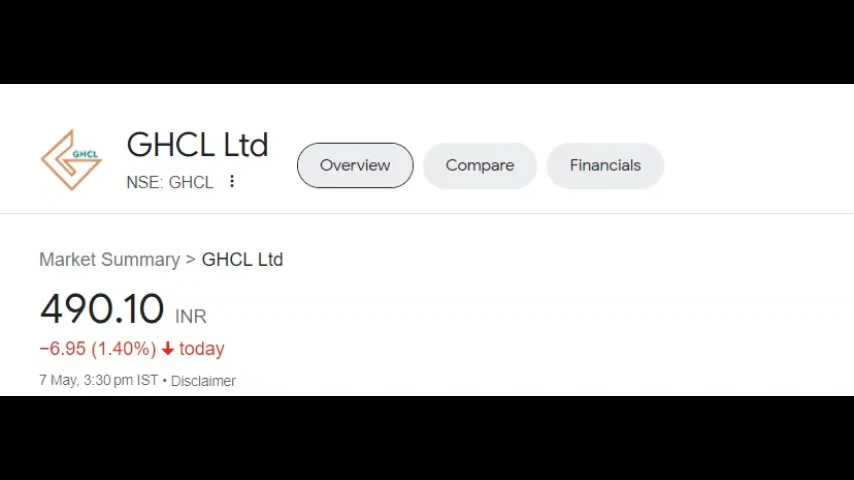 GHCL
GHCL Ltd
NSE: GHCL
Overview
Compare
Financials
Market Summary > GHCL Ltd
490.10 INR
−6.95 (1.40%) ↓ today
7 May, 3:30 pm IST • Disclaimer